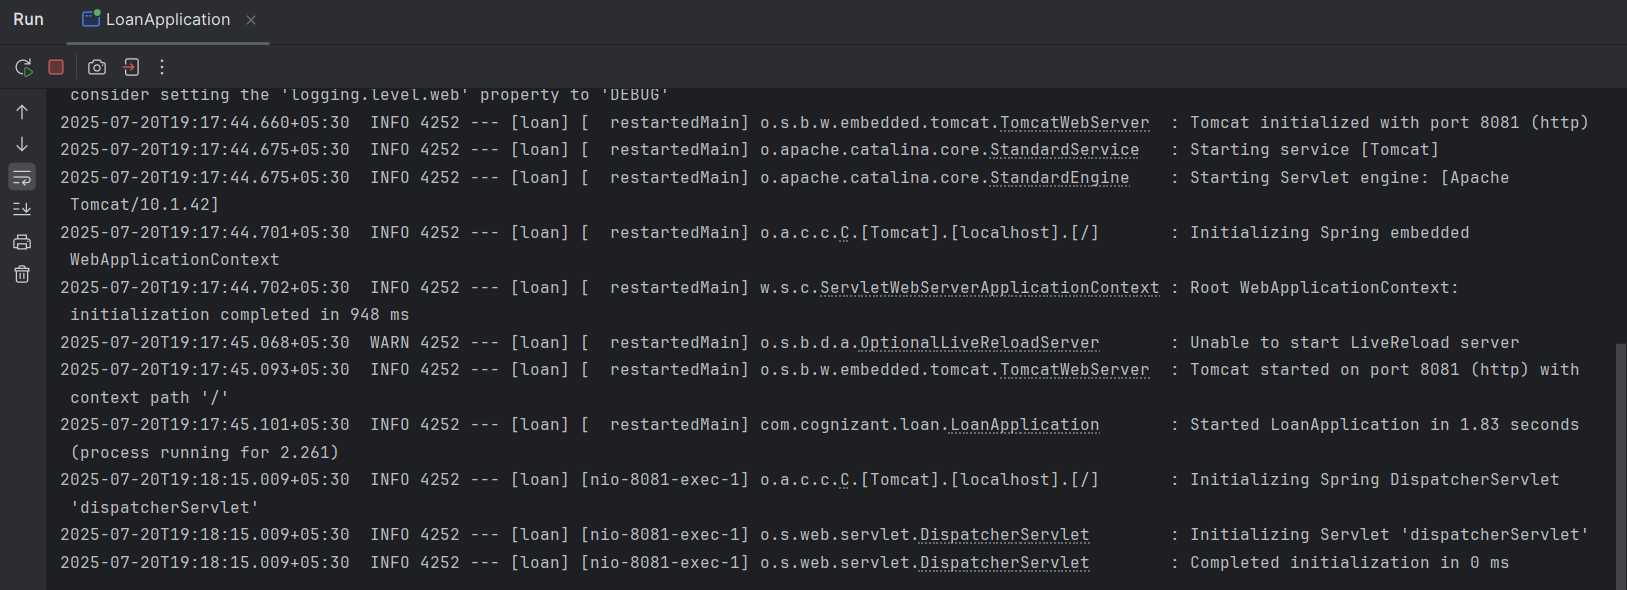 Run LoanApplication
consider setting the 'logging.level.web' property to 'DEBUG'
2025-07-20T19:17:44.660+05:30  INFO 4252 --- [loan] [  restartedMain] o.s.b.w.embedded.tomcat.TomcatWebServer  : Tomcat initialized with port 8081 (http)
2025-07-20T19:17:44.675+05:30  INFO 4252 --- [loan] [  restartedMain] o.apache.catalina.core.StandardService   : Starting service [Tomcat]
2025-07-20T19:17:44.675+05:30  INFO 4252 --- [loan] [  restartedMain] o.apache.catalina.core.StandardEngine    : Starting Servlet engine: [Apache
Tomcat/10.1.42]
2025-07-20T19:17:44.701+05:30  INFO 4252 --- [loan] [  restartedMain] o.a.c.c.C.[Tomcat].[localhost].[/]       : Initializing Spring embedded
WebApplicationContext
2025-07-20T19:17:44.702+05:30  INFO 4252 --- [loan] [  restartedMain] w.s.c.ServletWebServerApplicationContext : Root WebApplicationContext:
initialization completed in 948 ms
2025-07-20T19:17:45.068+05:30  WARN 4252 --- [loan] [  restartedMain] o.s.b.d.a.OptionalLiveReloadServer       : Unable to start LiveReload server
2025-07-20T19:17:45.093+05:30  INFO 4252 --- [loan] [  restartedMain] o.s.b.w.embedded.tomcat.TomcatWebServer  : Tomcat started on port 8081 (http) with
context path '/'
2025-07-20T19:17:45.101+05:30  INFO 4252 --- [loan] [  restartedMain] com.cognizant.loan.LoanApplication       : Started LoanApplication in 1.83 seconds
(process running for 2.261)
2025-07-20T19:18:15.009+05:30  INFO 4252 --- [loan] [nio-8081-exec-1] o.a.c.c.C.[Tomcat].[localhost].[/]       : Initializing Spring DispatcherServlet
'dispatcherServlet'
2025-07-20T19:18:15.009+05:30  INFO 4252 --- [loan] [nio-8081-exec-1] o.s.web.servlet.DispatcherServlet        : Initializing Servlet 'dispatcherServlet'
2025-07-20T19:18:15.009+05:30  INFO 4252 --- [loan] [nio-8081-exec-1] o.s.web.servlet.DispatcherServlet        : Completed initialization in 0 ms